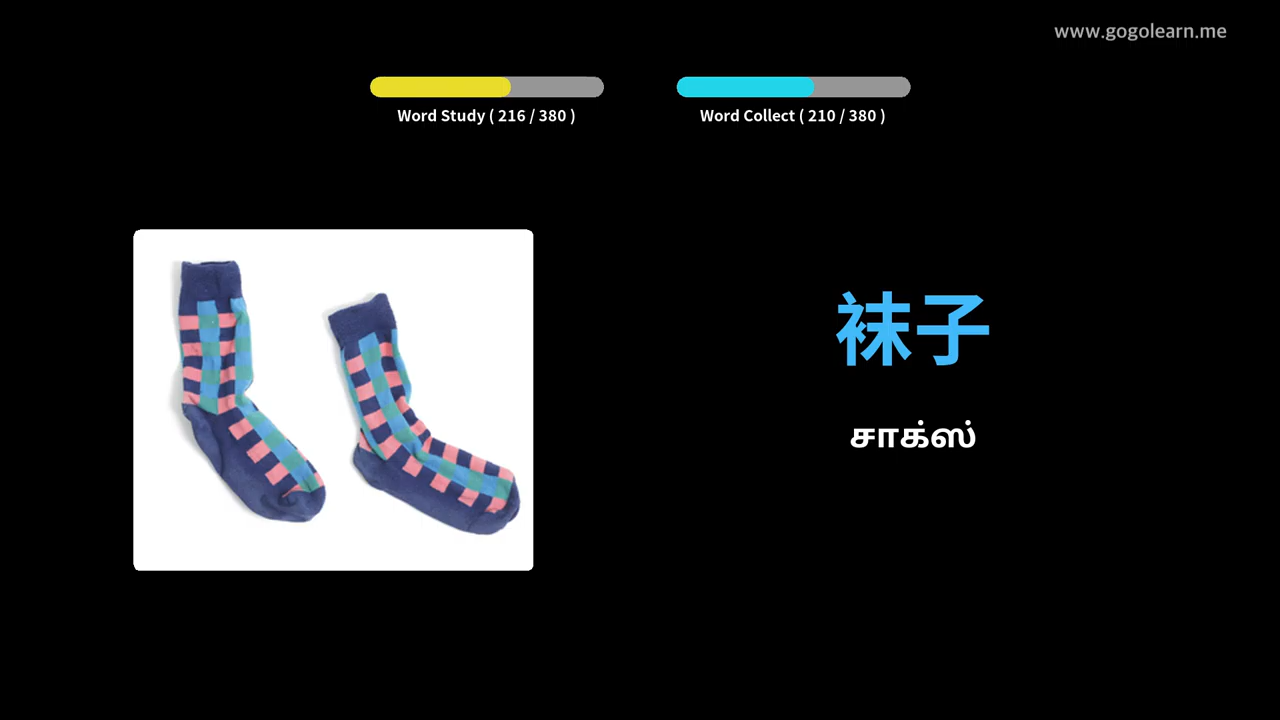 www.gogolearn.me
Word Study ( 216 / 380 )
Word Collect ( 210 / 380 )
袜子
சாக்ஸ்